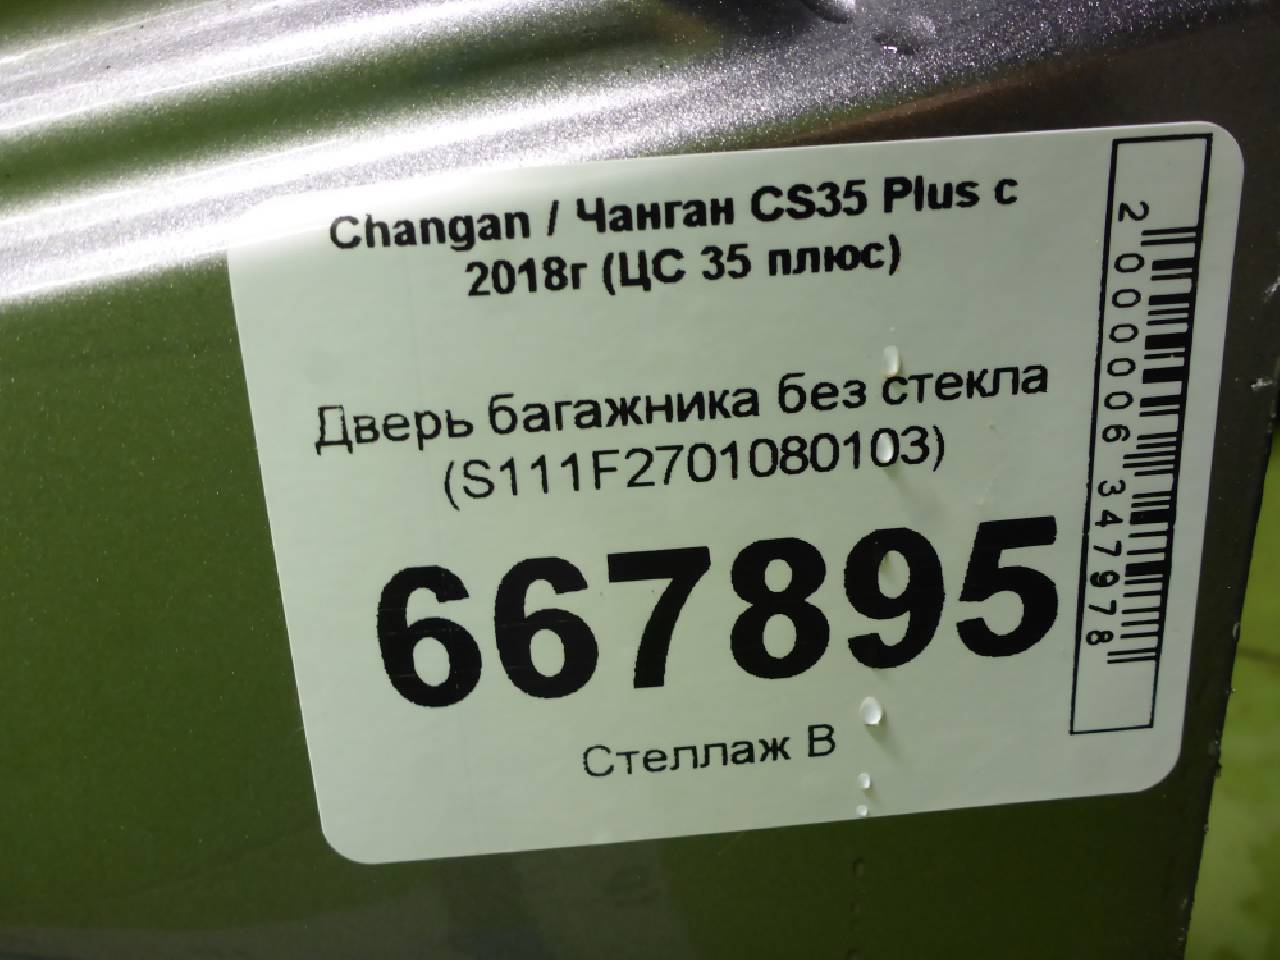 Changan / Чанган CS35 Plus с
2018г (ЦС 35 плюс)
Дверь багажника без стекла
(S111F2701080103)
667895
Стеллаж В
2000006347978